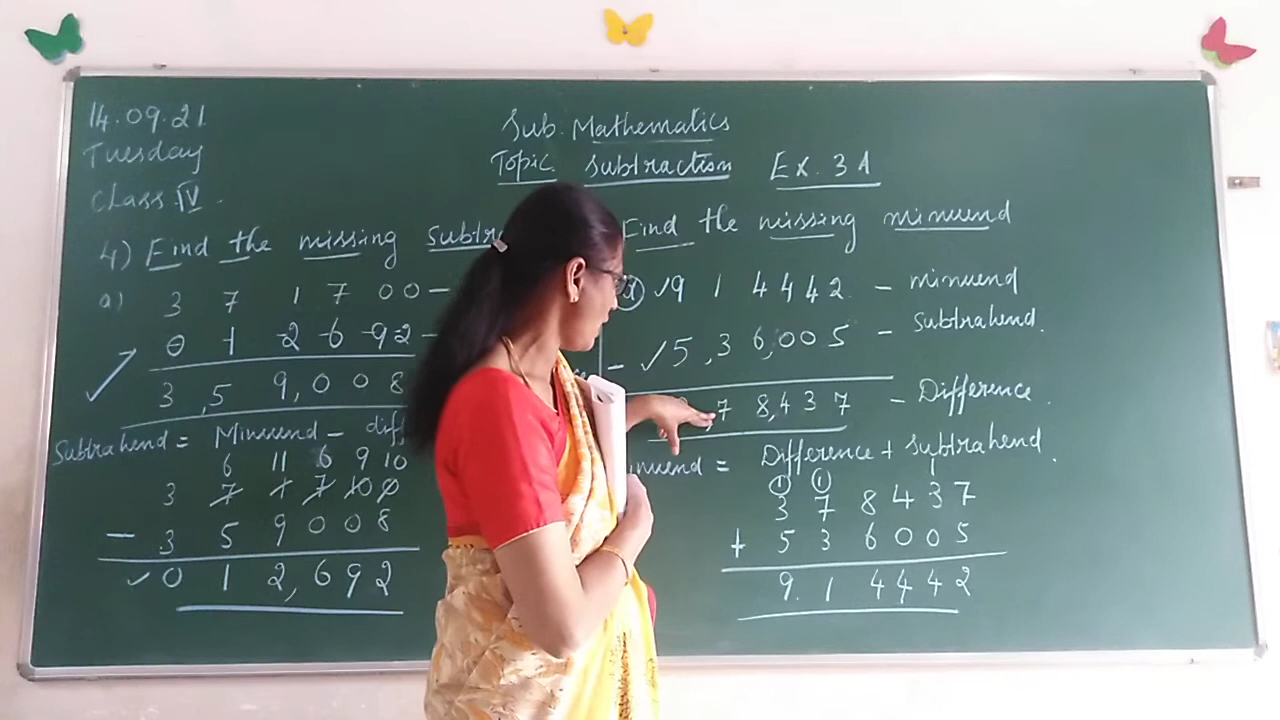 14.09.21.
Tuesday
Class IV.
Sub. Mathematics
Topic. Subtraction Ex. 3A
4) Find the missing
a) 3 7 1 7 0 0 -
0 1 2 6 9 2 -
3,5 9,0 0 8
Subtrahend = Minuend -
6 11 6 9 10
3 7 1 7 10 0
- 3 5 9 0 0 8
0 1 2,6 9 2
Find the missing minuend
9 1 4 4 4 2 - minuend
- 5,3 6,0 0 5 - Subtrahend.
7 8,4 3 7 - Difference.
= Difference + Subtrahend.
1 1
3 7 8 4 3 7
+ 5 3 6 0 0 5
9.1 4 4 4 2